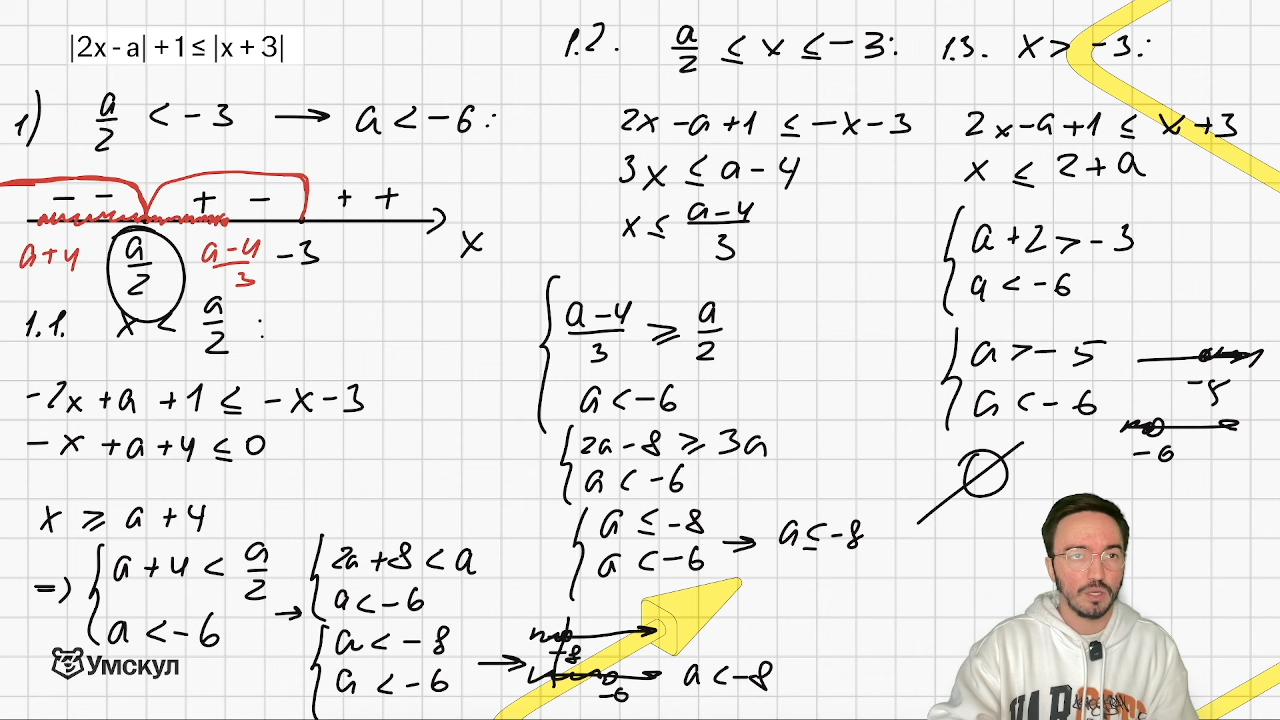 |2x - a| + 1 ≤ |x + 3|
1) a/2 < -3 → a < -6:
- - + - + +
a+4 a/2 (a-4)/3 -3 x
1.1. x < a/2 :
-2x + a + 1 ≤ -x - 3
-x + a + 4 ≤ 0
x ≥ a + 4
=> { a + 4 < a/2
a < -6
→ { 2a + 8 < a
a < -6
{ a < -8
a < -6
→ -8
-6
a < -8
Умскул
1.2. a/2 ≤ x ≤ -3:
2x - a + 1 ≤ -x - 3
3x ≤ a - 4
x ≤ (a-4)/3
{ (a-4)/3 ≥ a/2
a < -6
{ 2a - 8 ≥ 3a
a < -6
{ a ≤ -8
a < -6
→ a ≤ -8
1.3. x > -3:
2x - a + 1 ≤ x + 3
x ≤ 2 + a
{ a + 2 > -3
a < -6
{ a > -5
a < -6
-5
-6
∅